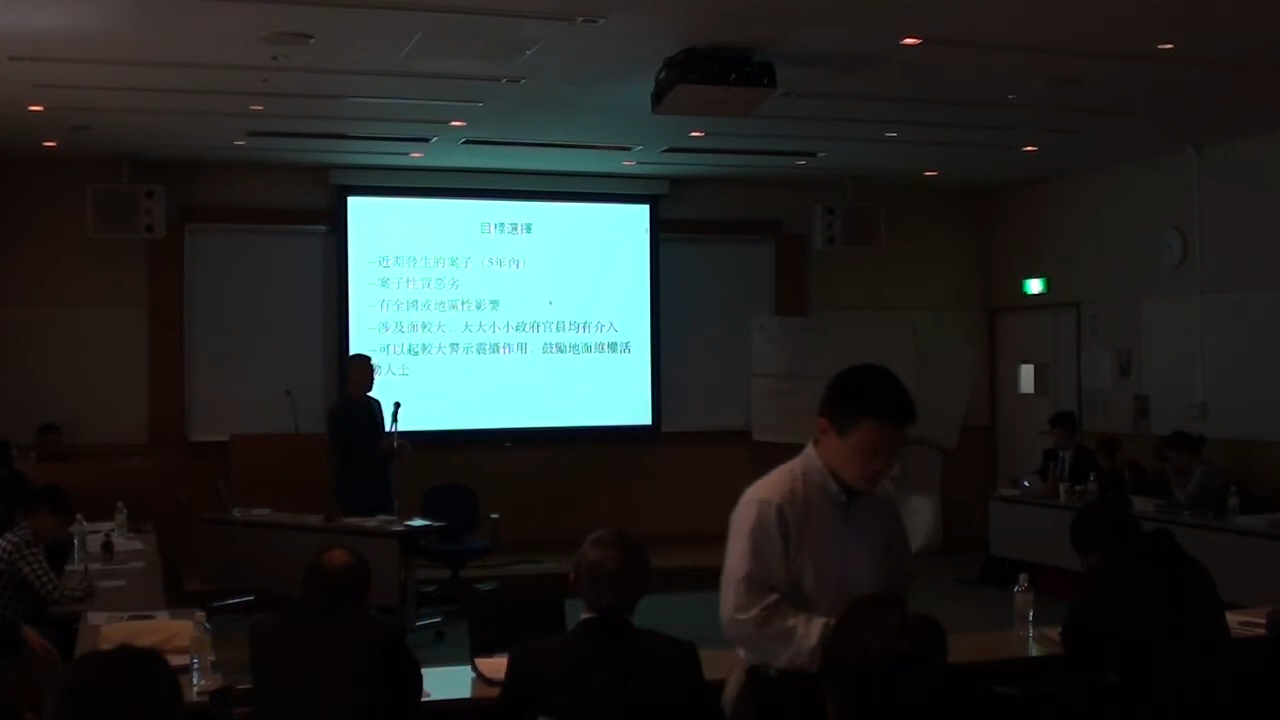 目標選擇
--近期發生的案子（5年內）
--案子性質惡劣
--有全國或地區性影響
--涉及面較大，大大小小政府官員均有介入
--可以起較大警示震攝作用，鼓勵地面維權活
動人士